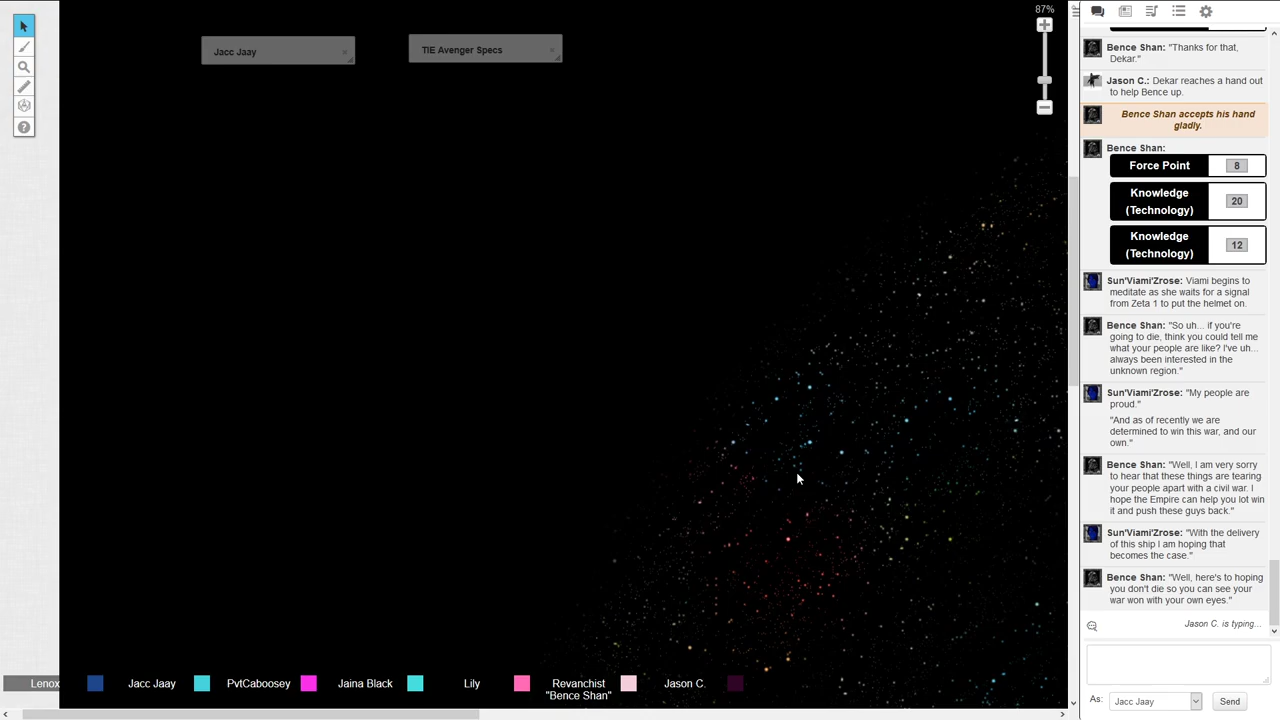 87%
Jacc Jaay ×
TIE Avenger Specs ×
Bence Shan: "Thanks for that,
Dekar."
Jason C.: Dekar reaches a hand out
to help Bence up.
Bence Shan accepts his hand
gladly.
Bence Shan:
Force Point 8
Knowledge
(Technology) 20
Knowledge
(Technology) 12
Sun'Viami'Zrose: Viami begins to
meditate as she waits for a signal
from Zeta 1 to put the helmet on.
Bence Shan: "So uh... if you're
going to die, think you could tell me
what your people are like? I've uh...
always been interested in the
unknown region."
Sun'Viami'Zrose: "My people are
proud."
"And as of recently we are
determined to win this war, and our
own."
Bence Shan: "Well, I am very sorry
to hear that these things are tearing
your people apart with a civil war. I
hope the Empire can help you lot win
it and push these guys back."
Sun'Viami'Zrose: "With the delivery
of this ship I am hoping that
becomes the case."
Bence Shan: "Well, here's to hoping
you don't die so you can see your
war won with your own eyes."
Jason C. is typing...
As: Jacc Jaay Send
Lenox Jacc Jaay PvtCaboosey Jaina Black Lily Revanchist Jason C.
"Bence Shan"